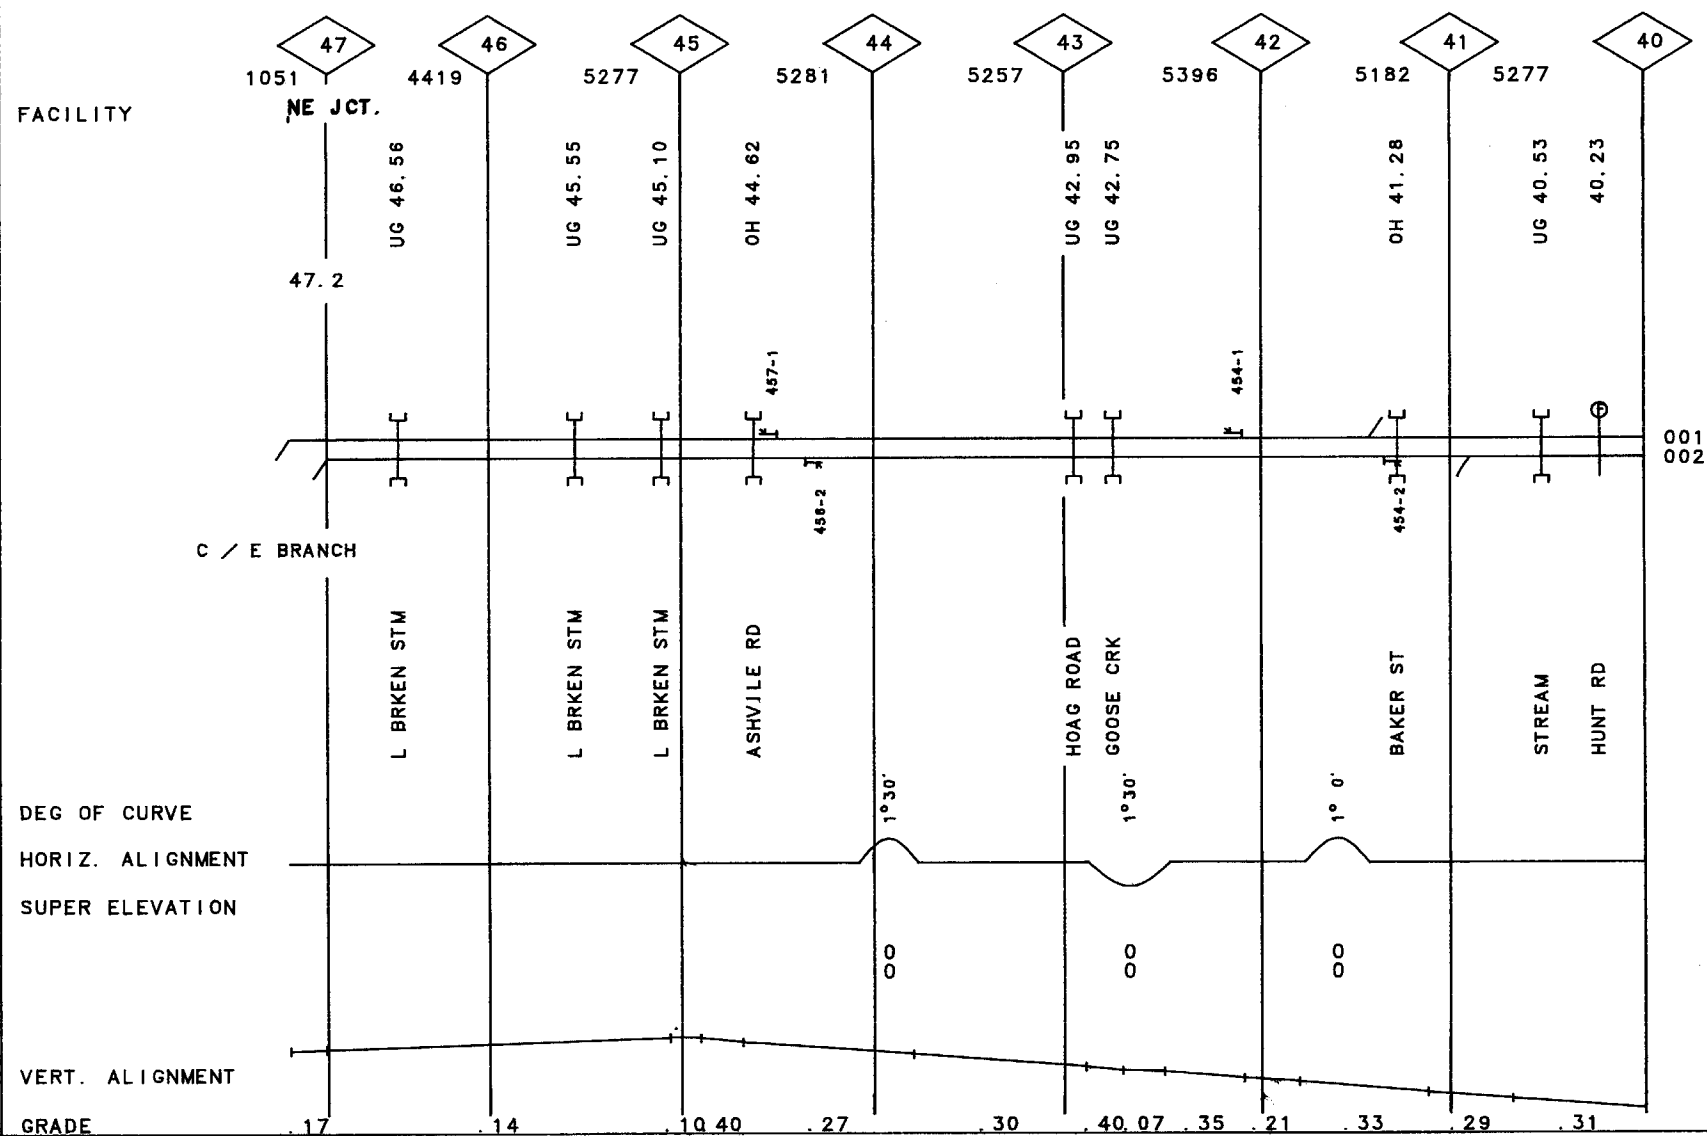 47 46 45 44 43 42 41 40
1051 4419 5277 5281 5257 5396 5182 5277
FACILITY
NE JCT.
UG 46.56
UG 45.55
UG 45.10
OH 44.62
UG 42.95
UG 42.75
OH 41.28
UG 40.53
40.23
47.2
457-1
454-1
F
001
002
456-2
454-2
C / E BRANCH
L BRKEN STM
L BRKEN STM
L BRKEN STM
ASHVILE RD
HOAG ROAD
GOOSE CRK
BAKER ST
STREAM
HUNT RD
DEG OF CURVE
1°30'
1°30'
1° 0'
HORIZ. ALIGNMENT
SUPER ELEVATION
0 0 0
0 0 0
VERT. ALIGNMENT
GRADE .17 .14 .10 .40 .27 .30 .40 .07 .35 .21 .33 .29 .31